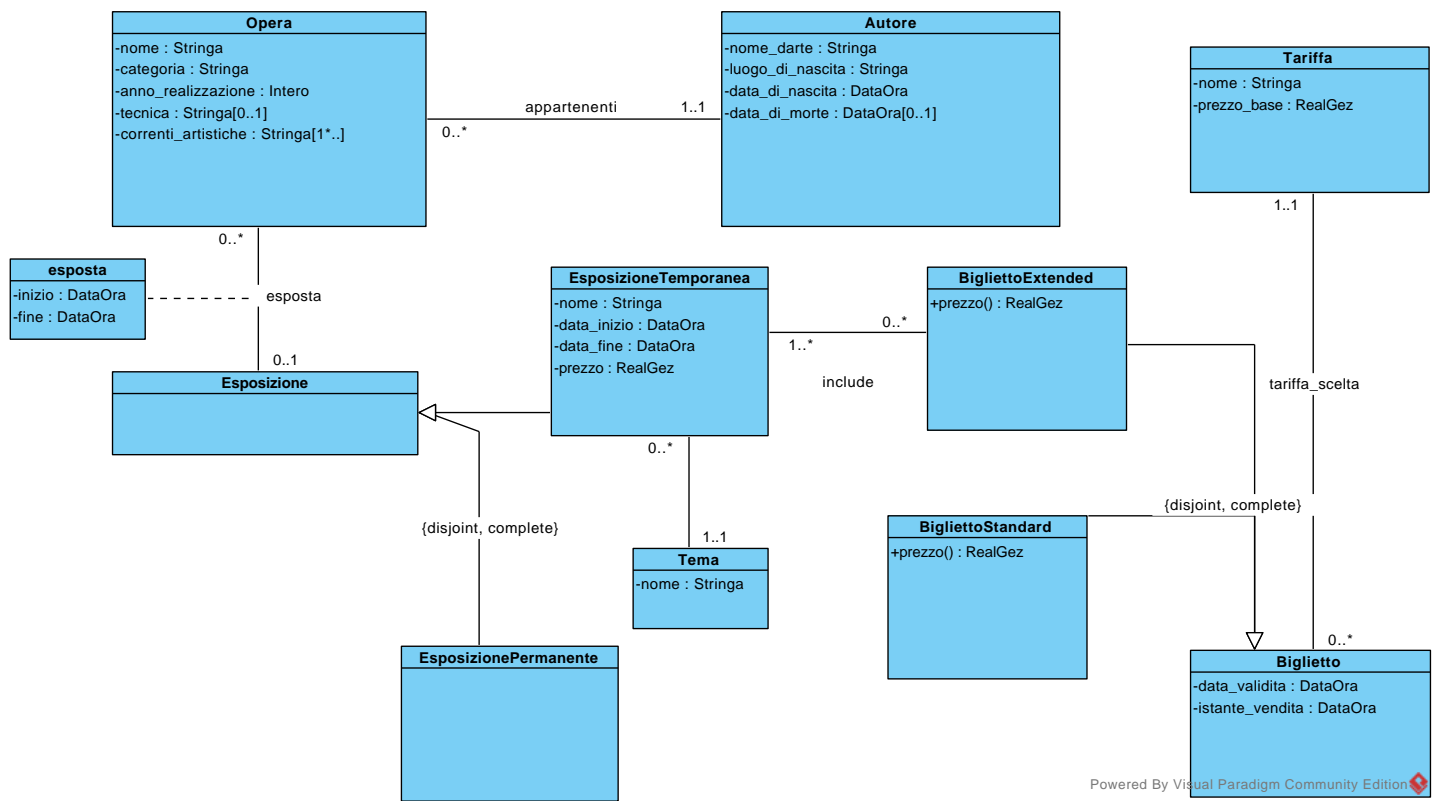 Opera
-nome : Stringa
-categoria : Stringa
-anno_realizzazione : Intero
-tecnica : Stringa[0..1]
-correnti_artistiche : Stringa[1*..]
appartenenti
0..*
1..1
Autore
-nome_darte : Stringa
-luogo_di_nascita : Stringa
-data_di_nascita : DataOra
-data_di_morte : DataOra[0..1]
Tariffa
-nome : Stringa
-prezzo_base : RealGez
1..1
0..*
esposta
-inizio : DataOra
-fine : DataOra
esposta
0..1
Esposizione
EsposizioneTemporanea
-nome : Stringa
-data_inizio : DataOra
-data_fine : DataOra
-prezzo : RealGez
0..*
1..*
include
BigliettoExtended
+prezzo() : RealGez
tariffa_scelta
0..*
{disjoint, complete}
1..1
Tema
-nome : Stringa
{disjoint, complete}
BigliettoStandard
+prezzo() : RealGez
EsposizionePermanente
0..*
Biglietto
-data_validita : DataOra
-istante_vendita : DataOra
Powered By Visual Paradigm Community Edition